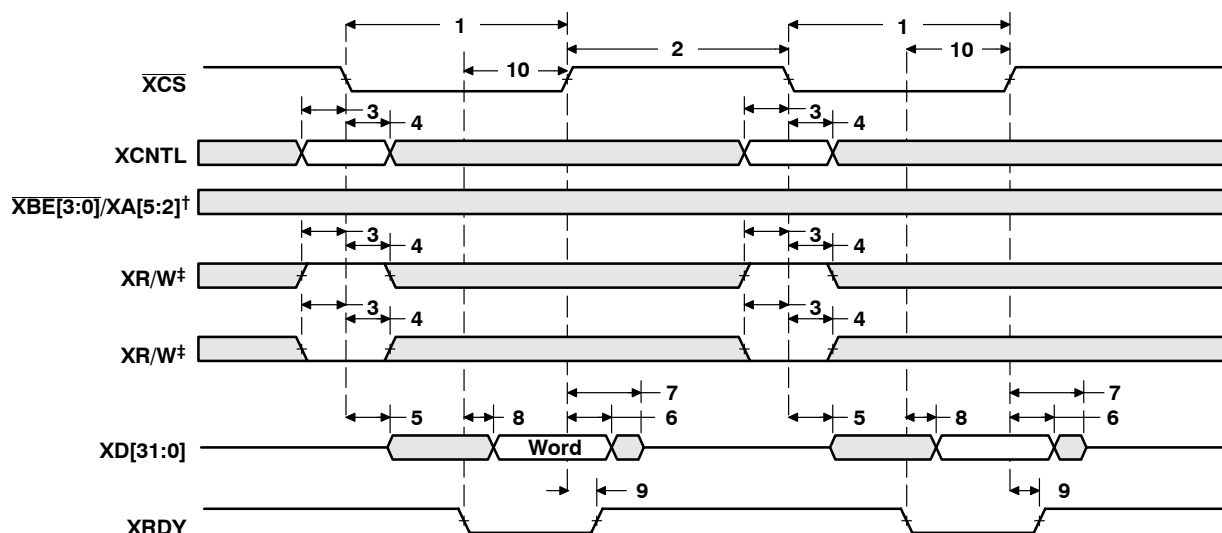 1 1
2
10 10
X̅C̅S̅
3 3
4 4
XCNTL
X̅B̅E̅[̅3̅:̅0̅]̅/XA[5:2]†
3 3
4 4
XR/W‡
3 3
4 4
XR/W‡
7 7
5 8 6 5 8 6
XD[31:0] Word
9 9
XRDY